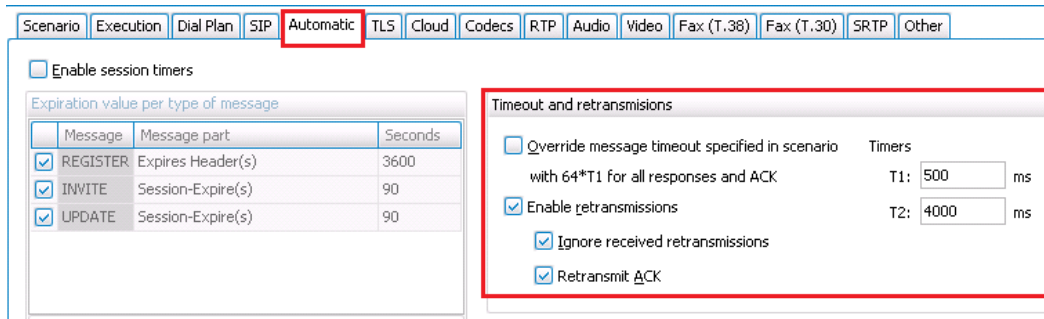 Scenario Execution Dial Plan SIP Automatic TLS Cloud Codecs RTP Audio Video Fax (T.38) Fax (T.30) SRTP Other
Enable session timers
Expiration value per type of message
Message Message part Seconds
REGISTER Expires Header(s) 3600
INVITE Session-Expire(s) 90
UPDATE Session-Expire(s) 90
Timeout and retransmisions
Override message timeout specified in scenario Timers
with 64*T1 for all responses and ACK T1: 500 ms
Enable retransmissions T2: 4000 ms
Ignore received retransmissions
Retransmit ACK